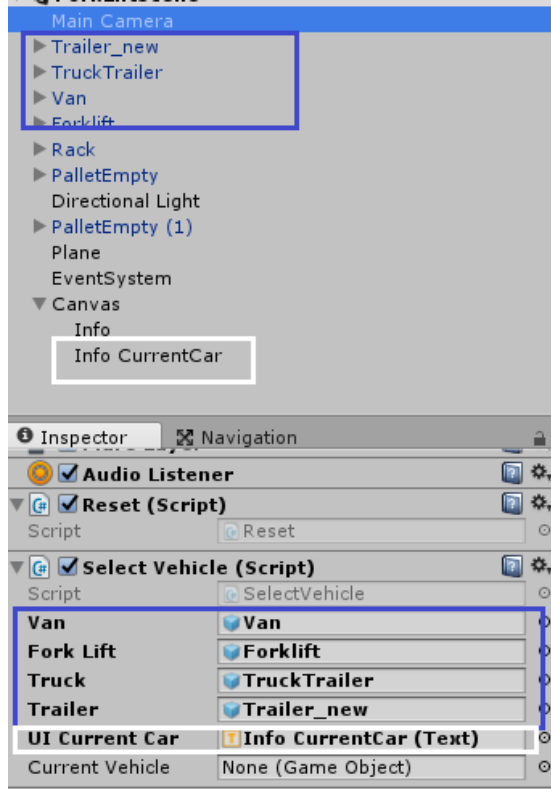 Main Camera
Trailer_new
TruckTrailer
Van
Forklift
Rack
PalletEmpty
Directional Light
PalletEmpty (1)
Plane
EventSystem
Canvas
Info
Info CurrentCar
Inspector Navigation
Audio Listener
Reset (Script)
Script Reset
Select Vehicle (Script)
Script SelectVehicle
Van Van
Fork Lift Forklift
Truck TruckTrailer
Trailer Trailer_new
UI Current Car Info CurrentCar (Text)
Current Vehicle None (Game Object)